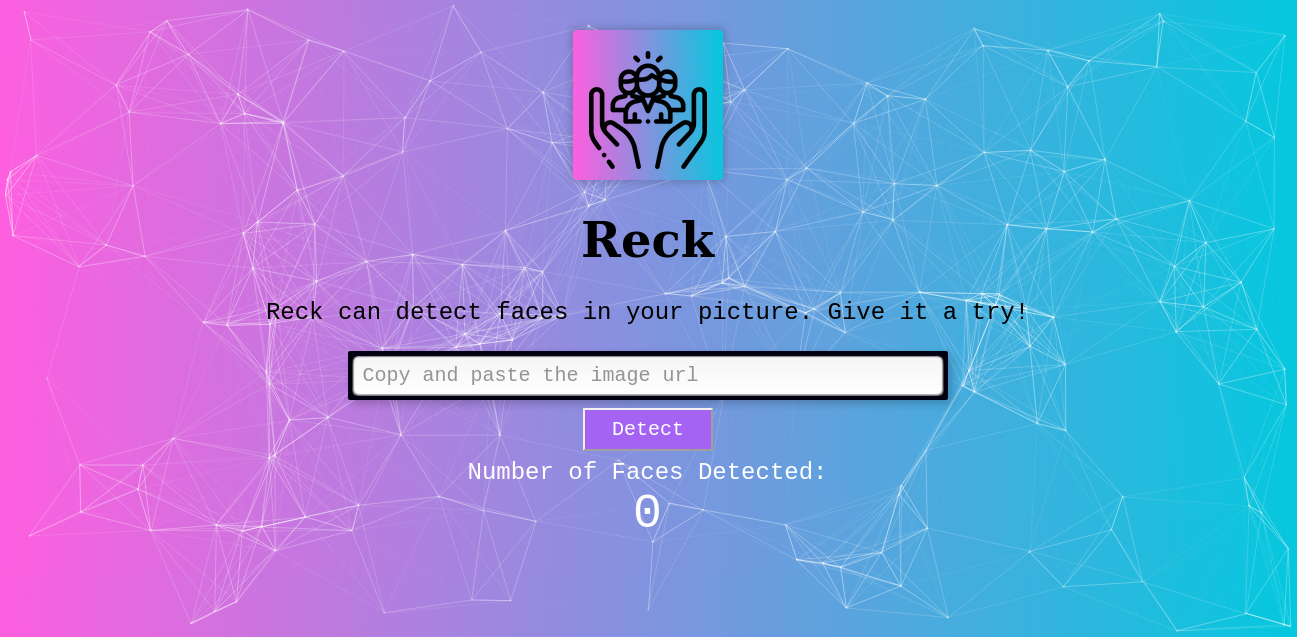 Reck
Reck can detect faces in your picture. Give it a try!
Copy and paste the image url
Detect
Number of Faces Detected:
0